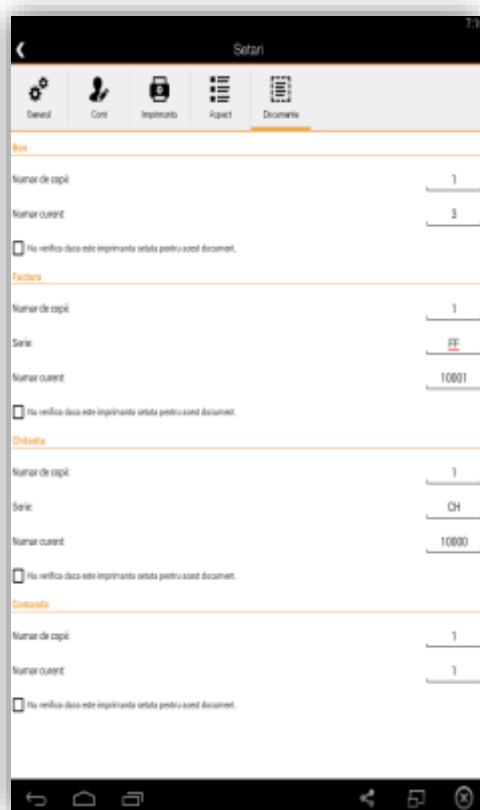 7:1
Setari
General Cont Imprimanta Aspect Documente
Bon
Numar de copii: 1
Numar curent: 3
Nu verifica daca este imprimanta setata pentru acest document.
Factura
Numar de copii: 1
Serie: FF
Numar curent: 10001
Nu verifica daca este imprimanta setata pentru acest document.
Chitanta
Numar de copii: 1
Serie: CH
Numar curent: 10000
Nu verifica daca este imprimanta setata pentru acest document.
Comanda
Numar de copii: 1
Numar curent: 1
Nu verifica daca este imprimanta setata pentru acest document.